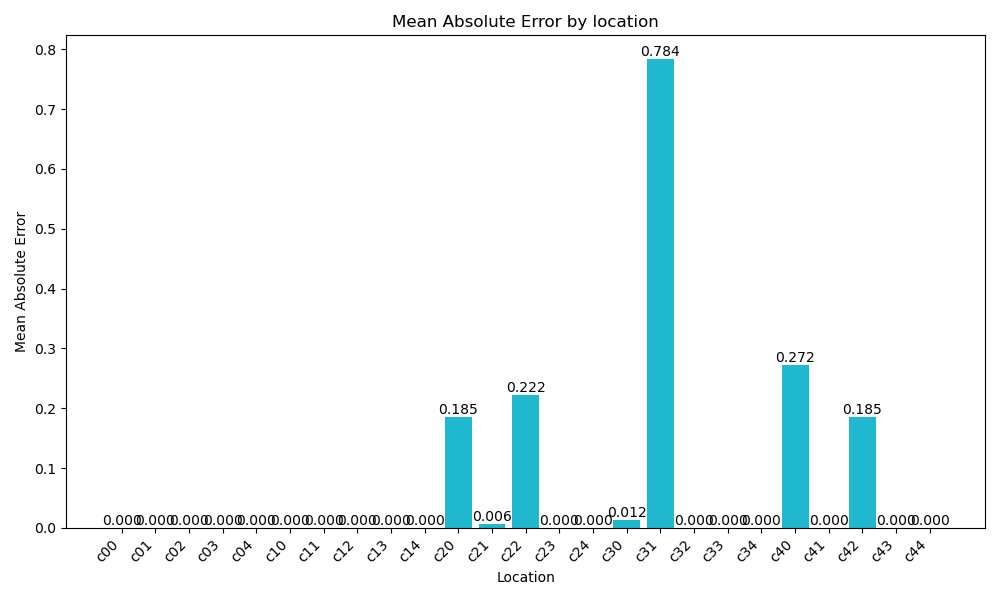 Mean Absolute Error by location
Mean Absolute Error
0.8
0.7
0.6
0.5
0.4
0.3
0.2
0.1
0.0
0.000 0.000 0.000 0.000 0.000 0.000 0.000 0.000 0.000 0.000 0.185 0.006 0.222 0.000 0.000 0.012 0.784 0.000 0.000 0.000 0.272 0.000 0.185 0.000 0.000
c00 c01 c02 c03 c04 c10 c11 c12 c13 c14 c20 c21 c22 c23 c24 c30 c31 c32 c33 c34 c40 c41 c42 c43 c44
Location